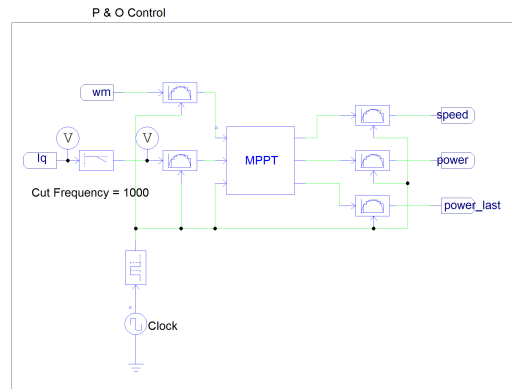 P & O Control
wm
speed
V
V
Iq
MPPT
power
Cut Frequency = 1000
power_last
Clock